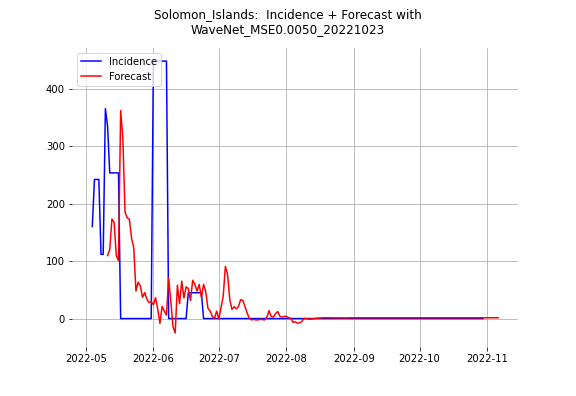 Solomon_Islands:  Incidence + Forecast with
WaveNet_MSE0.0050_20221023
Incidence
Forecast
400
300
200
100
0
2022-05 2022-06 2022-07 2022-08 2022-09 2022-10 2022-11